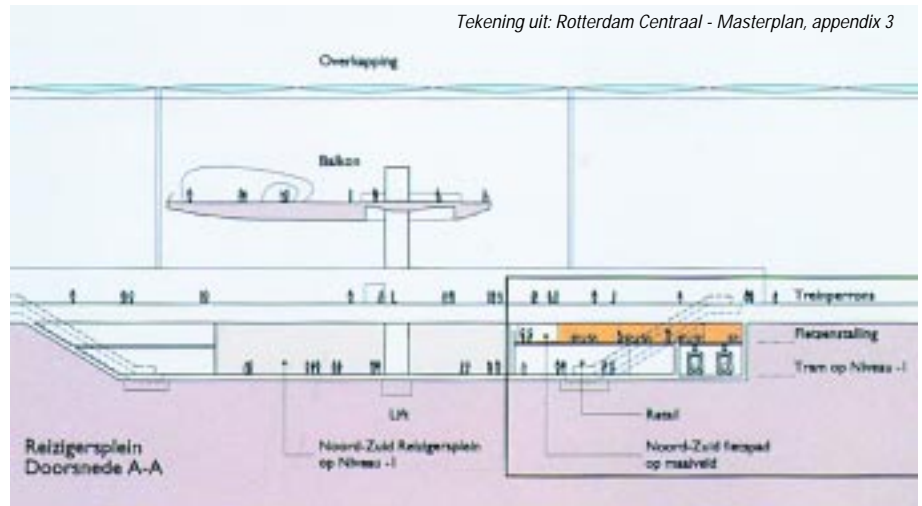 Tekening uit: Rotterdam Centraal - Masterplan, appendix 3
Overkapping
Balkon
Treinperrons
Fietsenstalling
Tram op Niveau -1
Lift
Retail
Noord-Zuid Reizigersplein
op Niveau -1
Noord-Zuid fietspad
op maaiveld
Reizigersplein
Doorsnede A-A